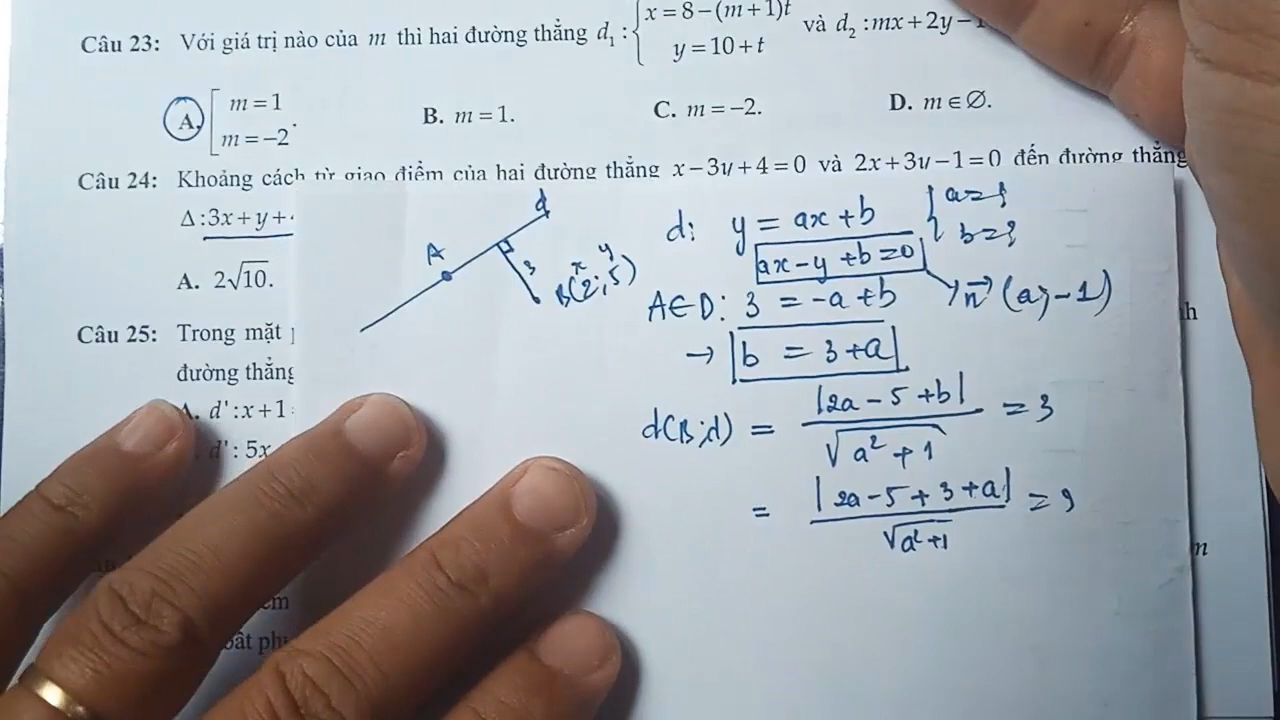 Câu 23: Với giá trị nào của m thì hai đường thẳng d₁ : { x = 8 – (m + 1)t và d₂ : mx + 2y –
y = 10 + t
A. [ m = 1
m = –2 .
B. m = 1.
C. m = –2.
D. m ∈ ∅.
Câu 24: Khoảng cách từ giao điểm của hai đường thẳng x – 3y + 4 = 0 và 2x + 3y – 1 = 0 đến đường thẳng
Δ : 3x + y +
A. 2√10.
Câu 25: Trong mặt
đường thẳng
A. d' : x + 1
d' : 5x
bất
n
A
d
3
x y
B(2;5)
d: y = ax + b
ax - y + b = 0
A ∈ D: 3 = -a + b
n⃗ (a; -1)
→ b = 3 + a
d(B;d) = |2a - 5 + b| / √(a² + 1) = 3
= |2a - 5 + 3 + a| / √(a² + 1) = 3